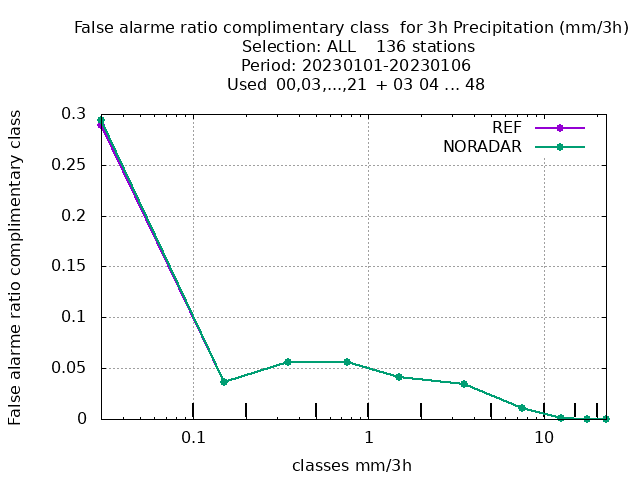 False alarme ratio complimentary class  for 3h Precipitation (mm/3h)
Selection: ALL    136 stations
Period: 20230101-20230106
Used  00,03,...,21  + 03 04 ... 48
REF
NORADAR
False alarme ratio complimentary class
0.3
0.25
0.2
0.15
0.1
0.05
0
0.1 1 10
classes mm/3h